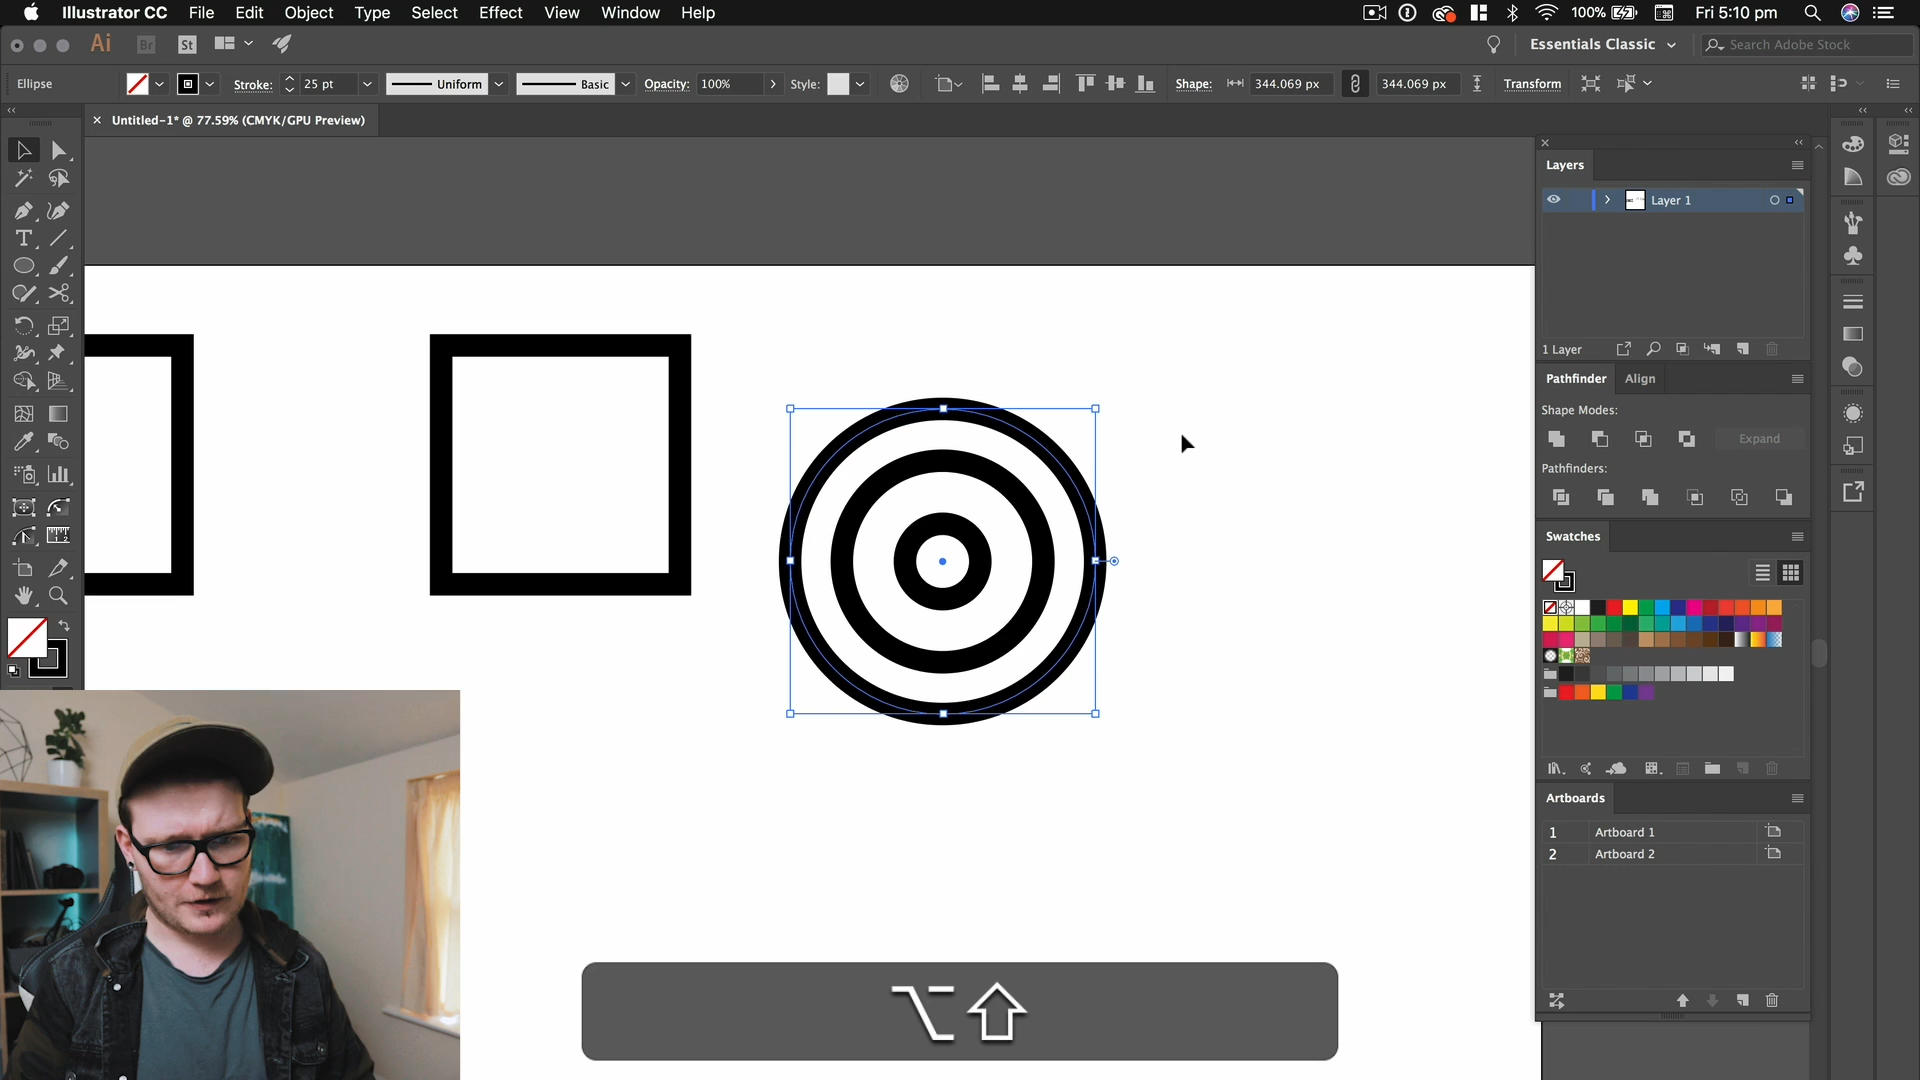 Illustrator CC File Edit Object Type Select Effect View Window Help 100% Fri 5:10 pm
Ai Br St Essentials Classic Search Adobe Stock
Ellipse Stroke: 25 pt Uniform Basic Opacity: 100% Style: Shape: 344.069 px 344.069 px Transform
Untitled-1* @ 77.59% (CMYK/GPU Preview)
Layers
Layer 1
1 Layer
Pathfinder Align
Shape Modes:
Expand
Pathfinders:
Swatches
Artboards
1 Artboard 1
2 Artboard 2
⌥⇧